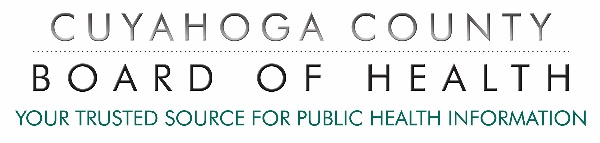 CUYAHOGA COUNTY
BOARD OF HEALTH
YOUR TRUSTED SOURCE FOR PUBLIC HEALTH INFORMATION